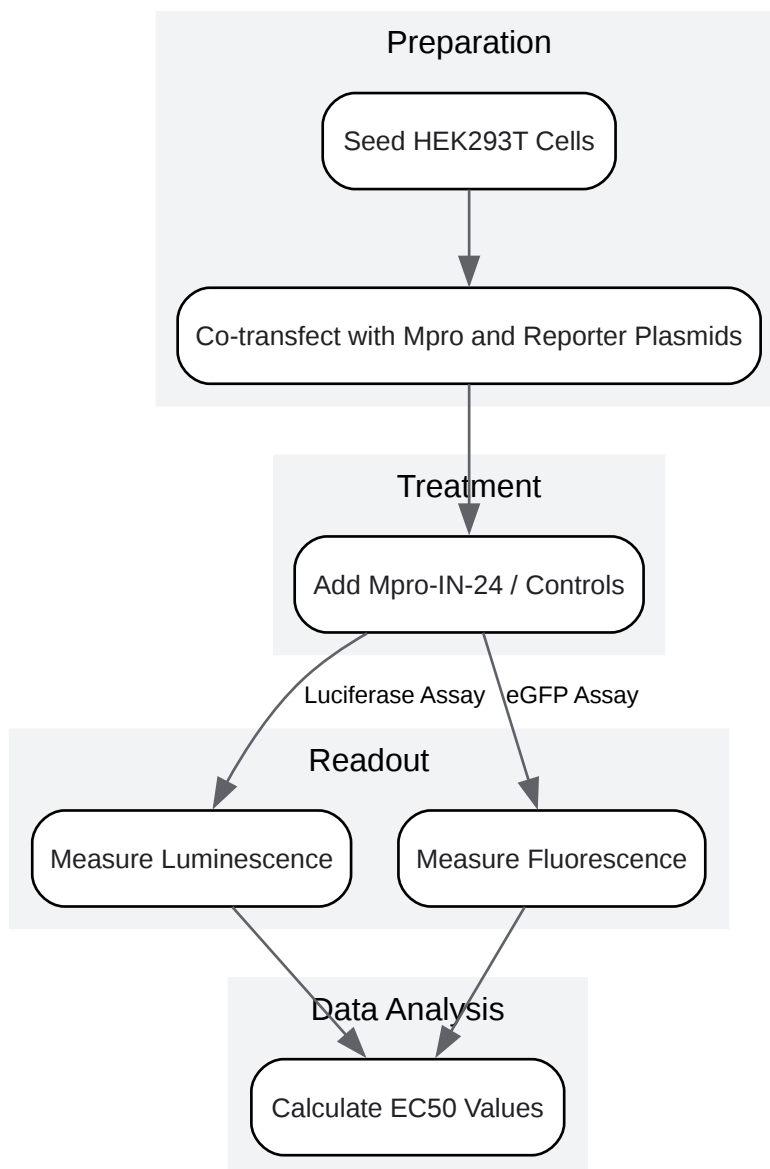 Preparation
Seed HEK293T Cells
Co-transfect with Mpro and Reporter Plasmids
Treatment
Add Mpro-IN-24 / Controls
Luciferase Assay
eGFP Assay
Readout
Measure Luminescence
Measure Fluorescence
Data Analysis
Calculate EC50 Values